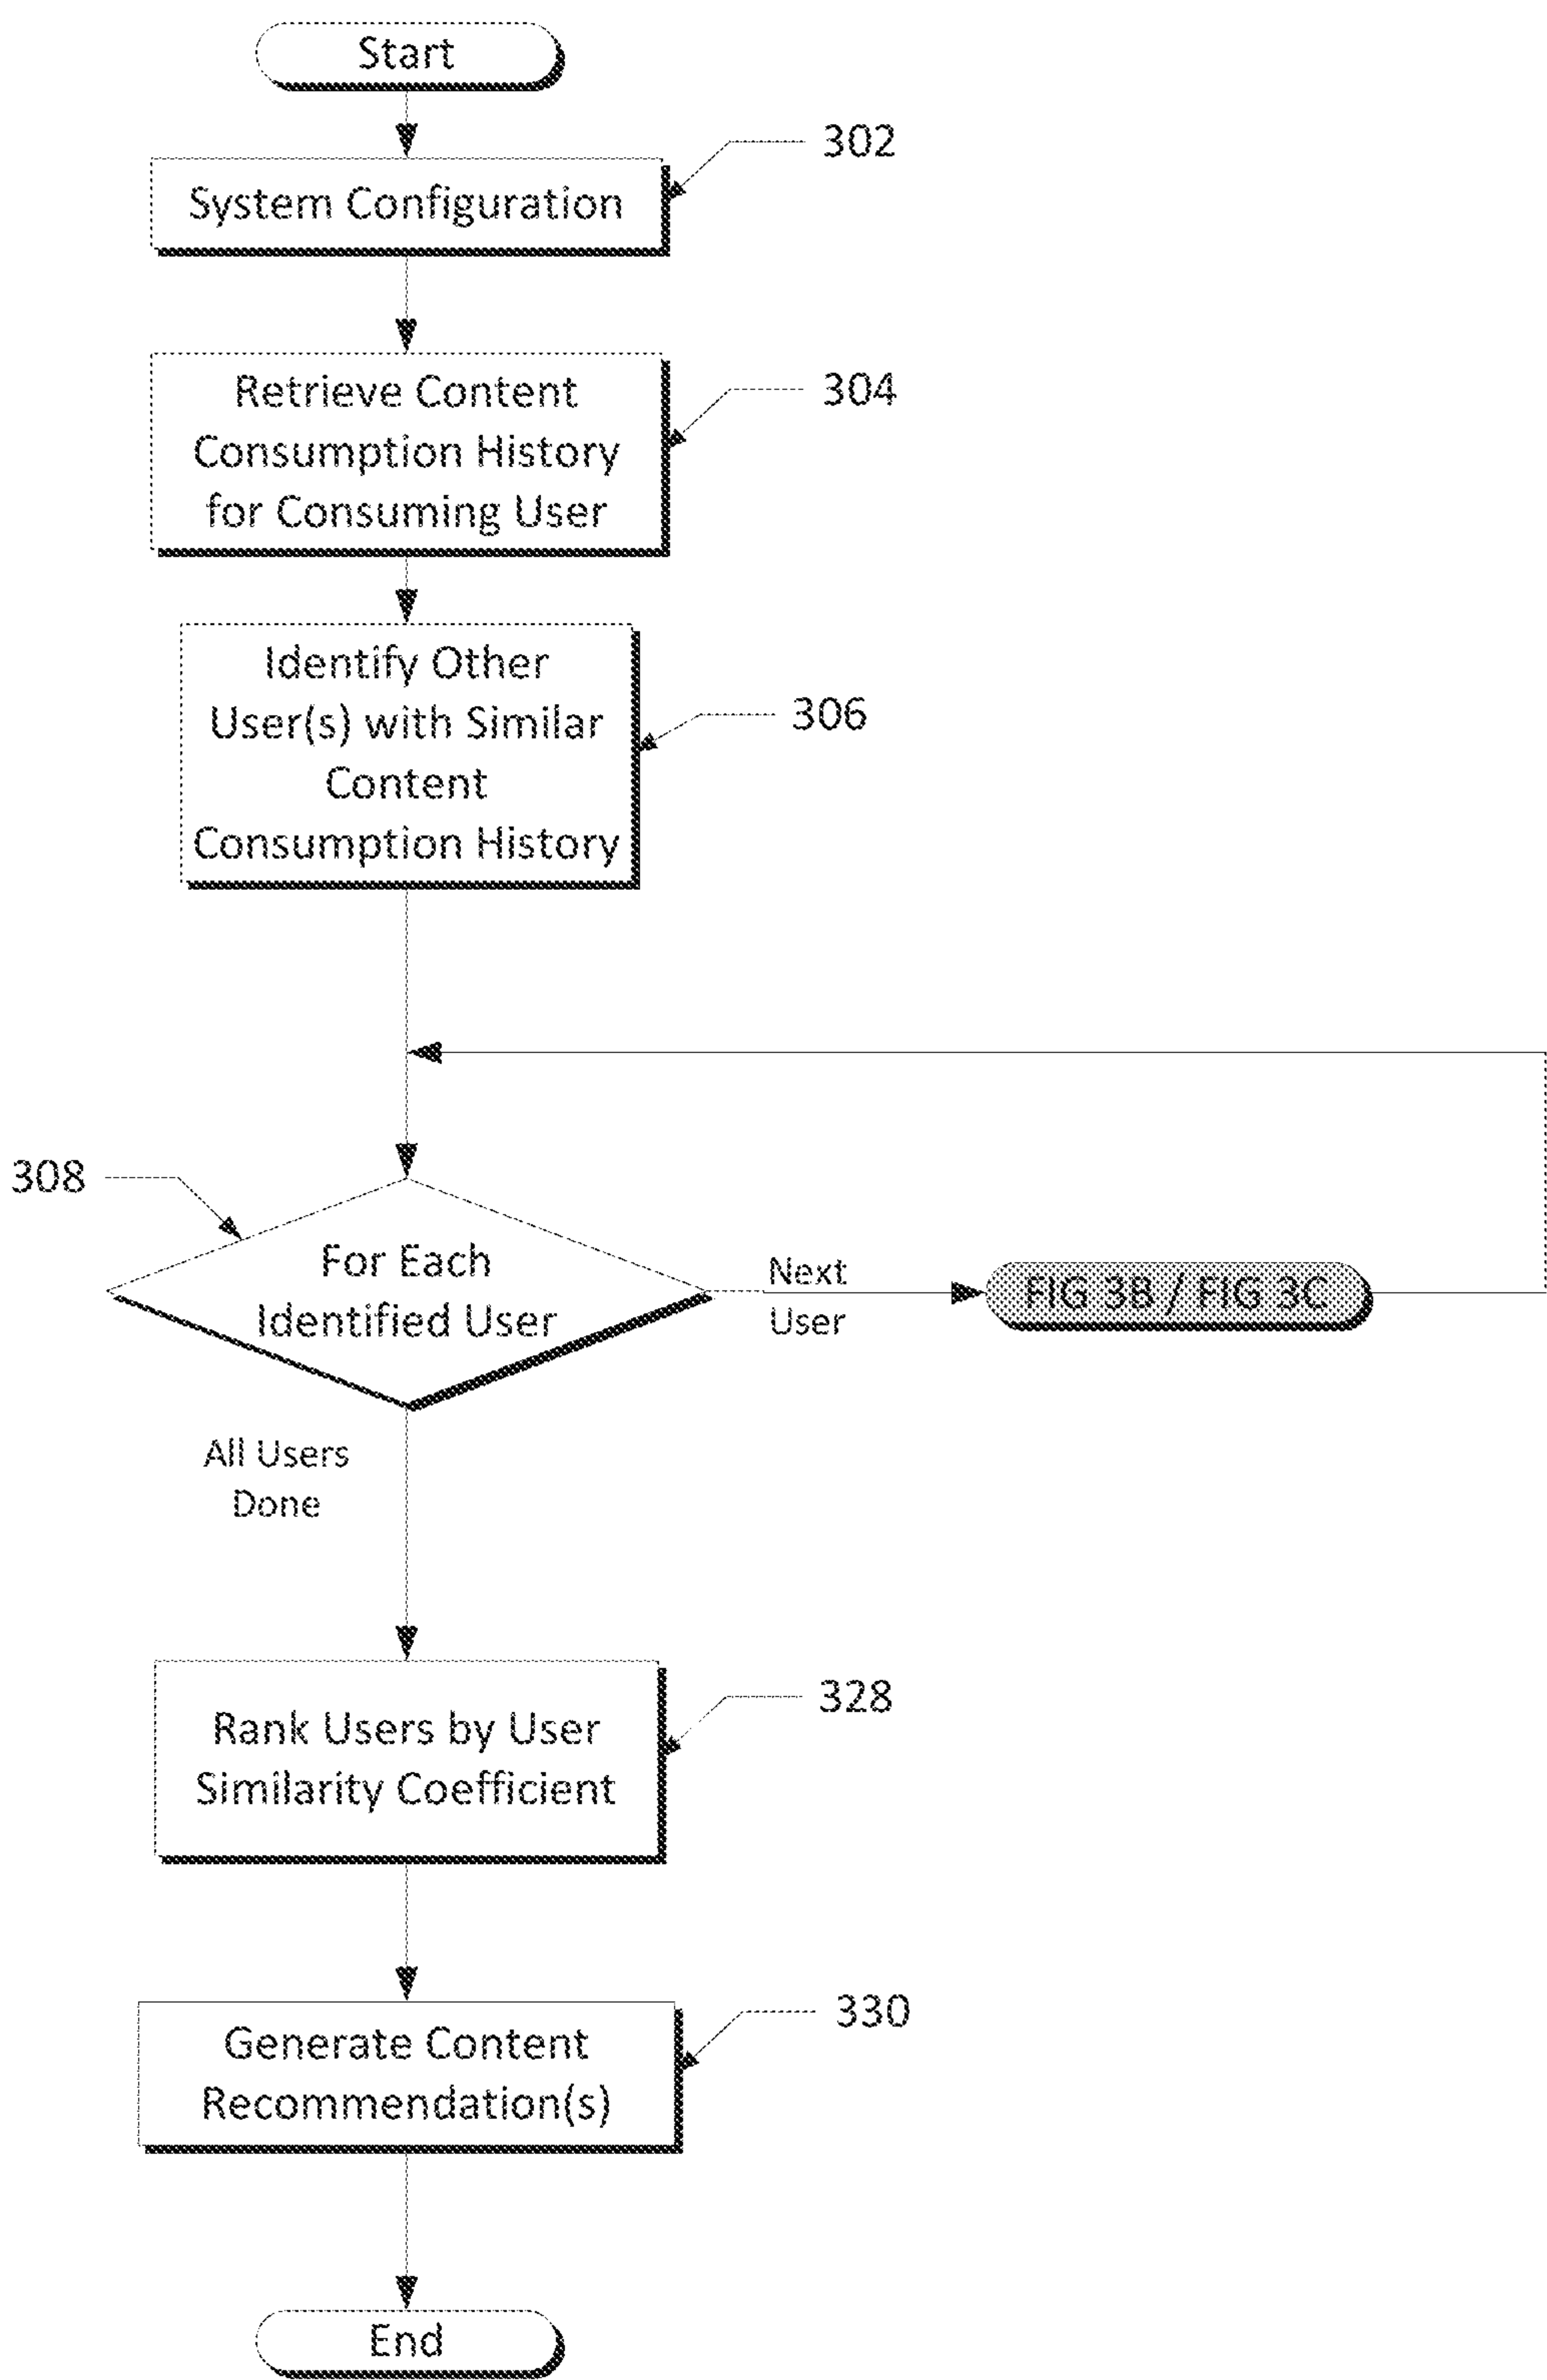 Start
302
System Configuration
304
Retrieve Content
Consumption History
for Consuming User
306
Identify Other
User(s) with Similar
Content
Consumption History
308
For Each
Identified User
Next
User
FIG 3B / FIG 3C
All Users
Done
328
Rank Users by User
Similarity Coefficient
330
Generate Content
Recommendation(s)
End